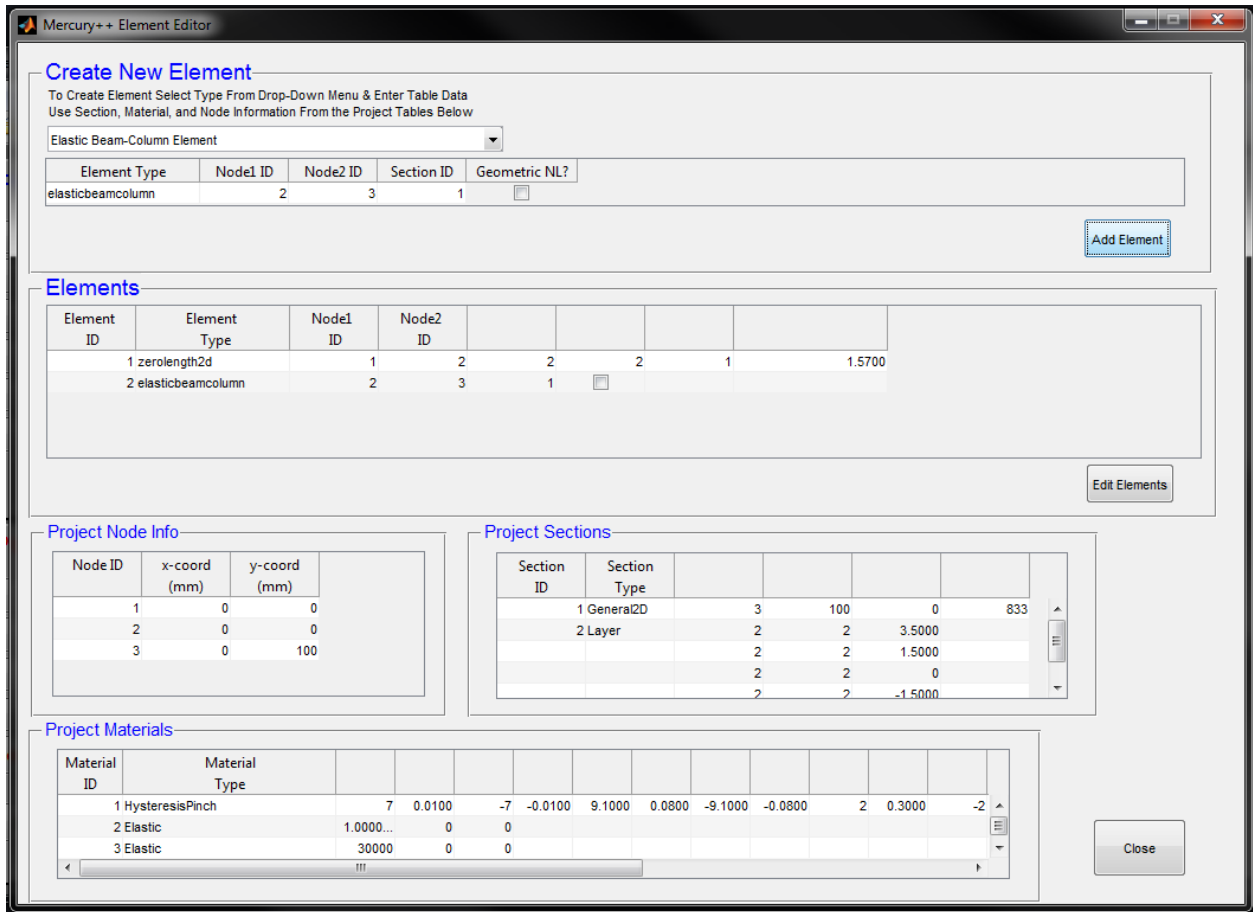 Mercury++ Element Editor
Create New Element
To Create Element Select Type From Drop-Down Menu & Enter Table Data
Use Section, Material, and Node Information From the Project Tables Below
Elastic Beam-Column Element
Element Type Node1 ID Node2 ID Section ID Geometric NL?
elasticbeamcolumn 2 3 1
Add Element
Elements
Element Element Node1 Node2
ID Type ID ID
1 zerolength2d 1 2 2 2 1 1.5700
2 elasticbeamcolumn 2 3 1
Edit Elements
Project Node Info
Node ID x-coord y-coord
(mm) (mm)
1 0 0
2 0 0
3 0 100
Project Sections
Section Section
ID Type
1 General2D 3 100 0 833
2 Layer 2 2 3.5000
2 2 1.5000
2 2 0
2 2 -1.5000
Project Materials
Material Material
ID Type
1 HysteresisPinch 7 0.0100 -7 -0.0100 9.1000 0.0800 -9.1000 -0.0800 2 0.3000 -2
2 Elastic 1.0000... 0 0
3 Elastic 30000 0 0
Close